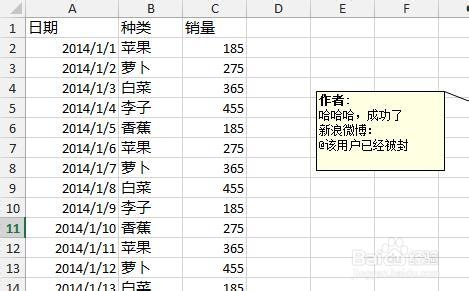 A B C D E F
1 日期 种类 销量
2 2014/1/1 苹果 185
3 2014/1/2 萝卜 275
4 2014/1/3 白菜 365
5 2014/1/4 李子 455
6 2014/1/5 香蕉 185
7 2014/1/6 苹果 275
8 2014/1/7 萝卜 365
9 2014/1/8 白菜 455
10 2014/1/9 李子 185
11 2014/1/10 香蕉 275
12 2014/1/11 苹果 365
13 2014/1/12 萝卜 455
14 2014/1/13 白菜 185
作者:
哈哈哈，成功了
新浪微博：
@该用户已经被封
Baidu 经验